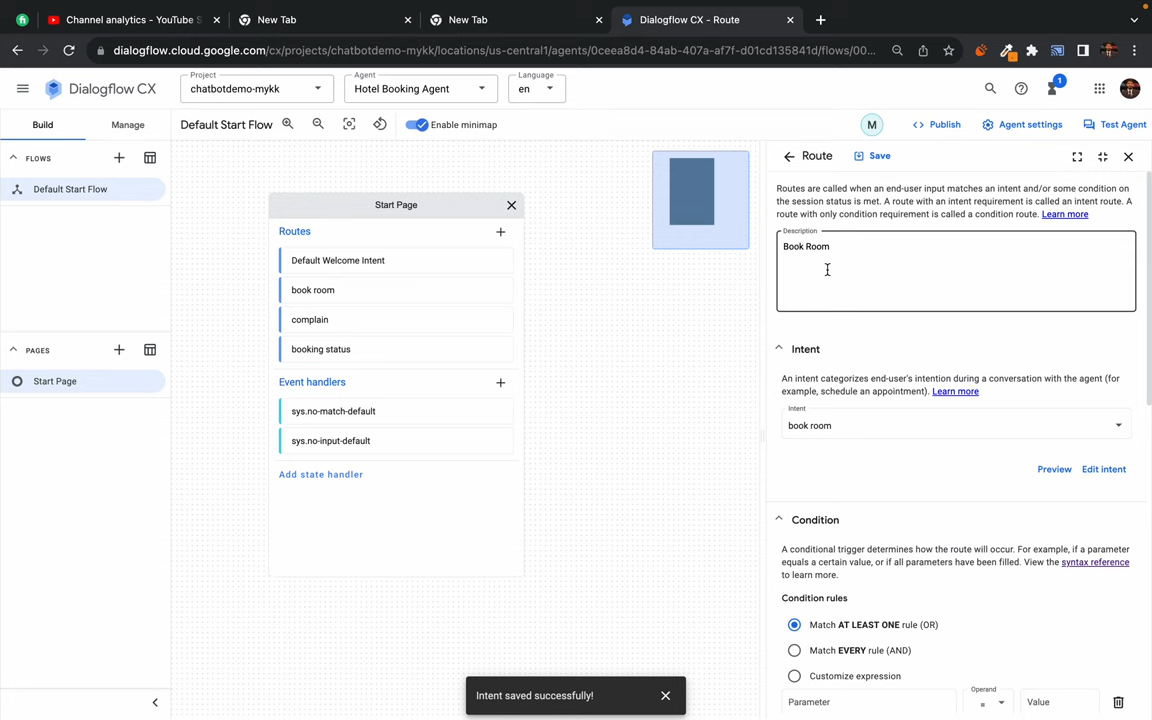 Channel analytics - YouTube S
New Tab
New Tab
Dialogflow CX - Route
dialogflow.cloud.google.com/cx/projects/chatbotdemo-mykk/locations/us-central1/agents/0ceea8d4-84ab-407a-af7f-d01cd135841d/flows/00...
Dialogflow CX
Project
chatbotdemo-mykk
Agent
Hotel Booking Agent
Language
en
1
Build
Manage
Default Start Flow
Enable minimap
M
Publish
Agent settings
Test Agent
FLOWS
Default Start Flow
PAGES
Start Page
Start Page
Routes
Default Welcome Intent
book room
complain
booking status
Event handlers
sys.no-match-default
sys.no-input-default
Add state handler
Route
Save
Routes are called when an end-user input matches an intent and/or some condition on
the session status is met. A route with an intent requirement is called an intent route. A
route with only condition requirement is called a condition route. Learn more
Description
Book Room
Intent
An intent categorizes end-user's intention during a conversation with the agent (for
example, schedule an appointment). Learn more
Intent
book room
Preview
Edit intent
Condition
A conditional trigger determines how the route will occur. For example, if a parameter
equals a certain value, or if all parameters have been filled. View the syntax reference
to learn more.
Condition rules
Match AT LEAST ONE rule (OR)
Match EVERY rule (AND)
Customize expression
Parameter
Operand
=
Value
Intent saved successfully!